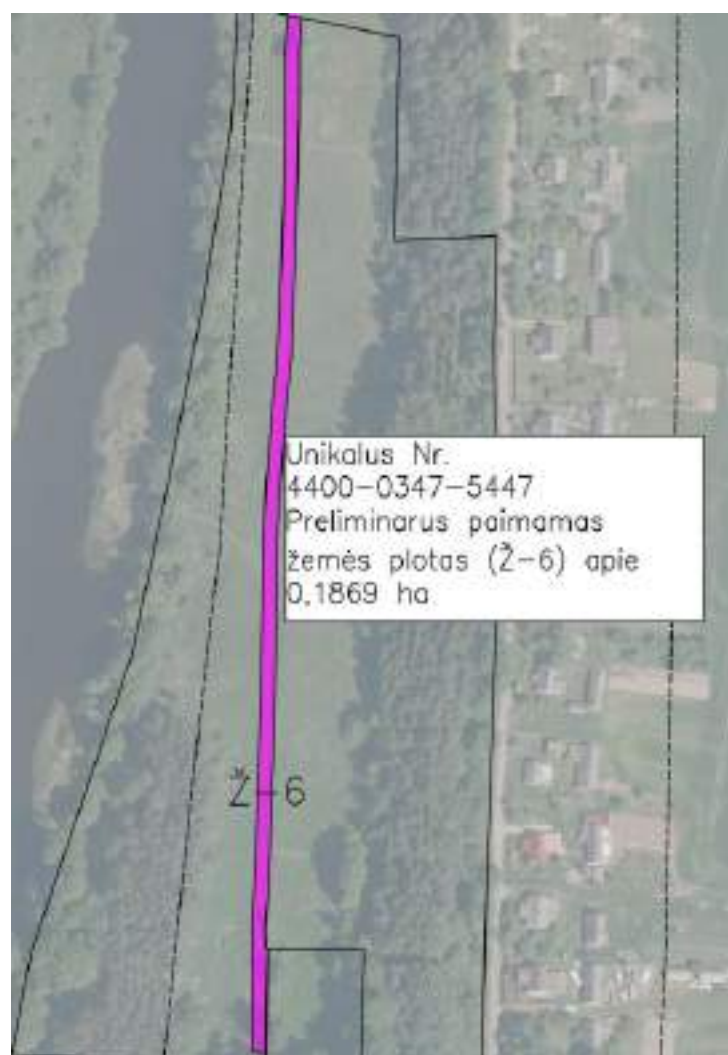 Unikalus Nr.
4400-0347-5447
Preliminarus paimamas
žemės plotas (Ž-6) apie
0,1869 ha
Ž-6